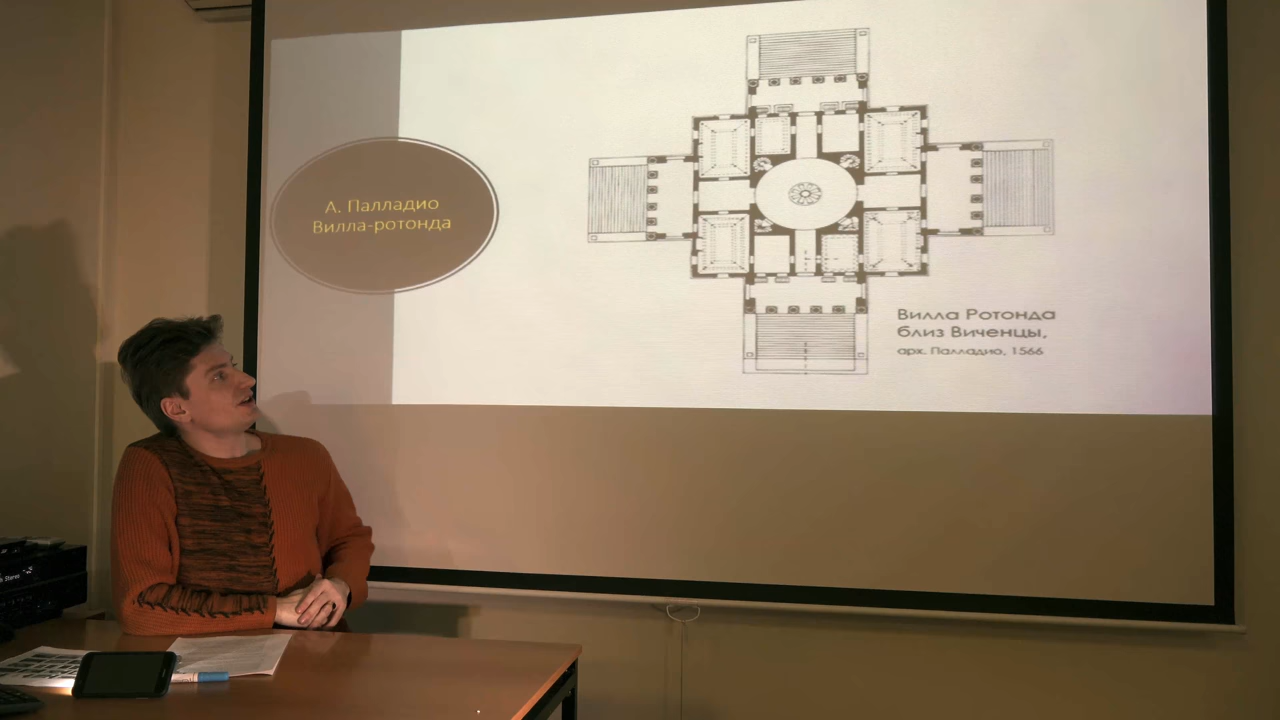 А. Палладио
Вилла-ротонда
Вилла Ротонда
близ Виченцы,
арх. Палладио, 1566